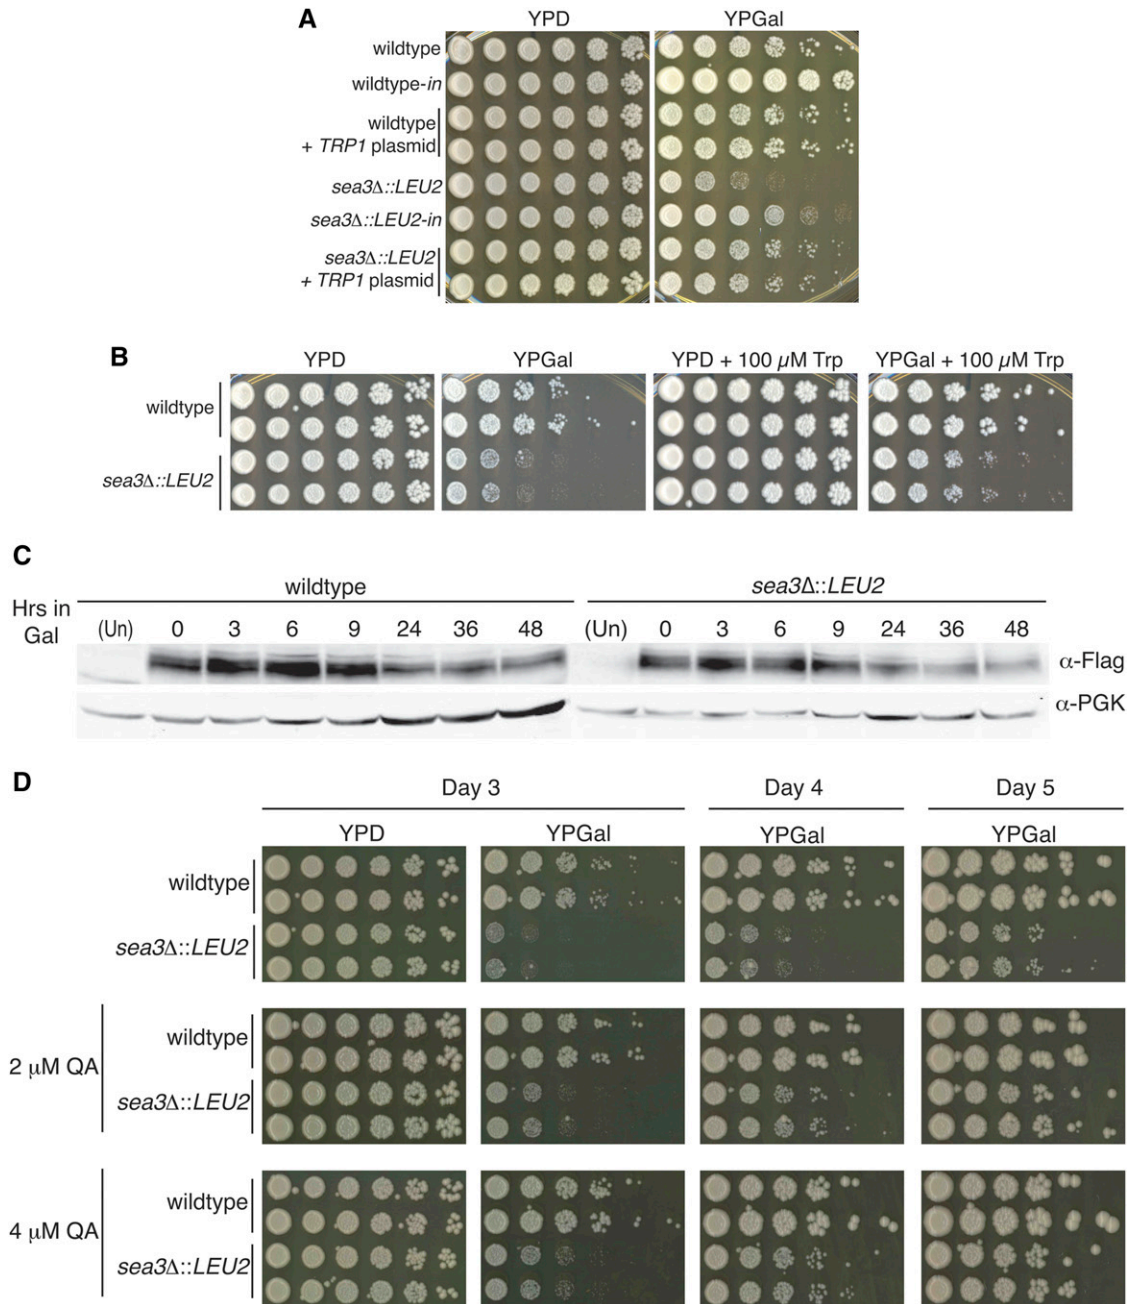 A
YPD YPGal
wildtype
wildtype-in
wildtype
+ TRP1 plasmid
sea3Δ::LEU2
sea3Δ::LEU2-in
sea3Δ::LEU2
+ TRP1 plasmid
B
YPD YPGal YPD + 100 µM Trp YPGal + 100 µM Trp
wildtype
sea3Δ::LEU2
C
wildtype sea3Δ::LEU2
Hrs in
Gal
(Un) 0 3 6 9 24 36 48 (Un) 0 3 6 9 24 36 48
α-Flag
α-PGK
D
Day 3 Day 4 Day 5
YPD YPGal YPGal YPGal
wildtype
sea3Δ::LEU2
2 µM QA
wildtype
sea3Δ::LEU2
4 µM QA
wildtype
sea3Δ::LEU2